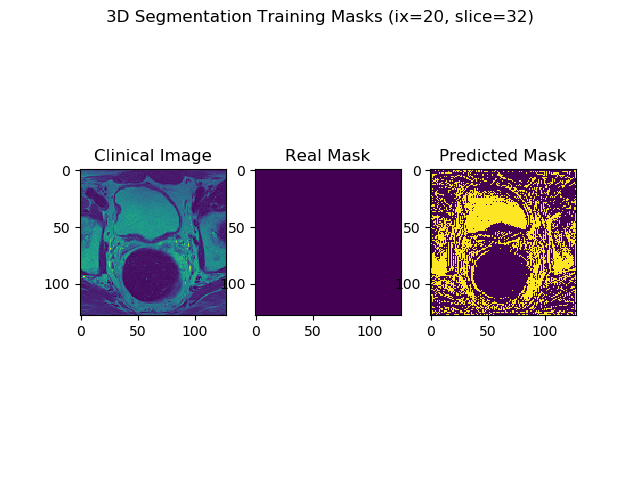 3D Segmentation Training Masks (ix=20, slice=32)
Clinical Image Real Mask Predicted Mask
0 0 0
50 50 50
100 100 100
0 50 100 0 50 100 0 50 100